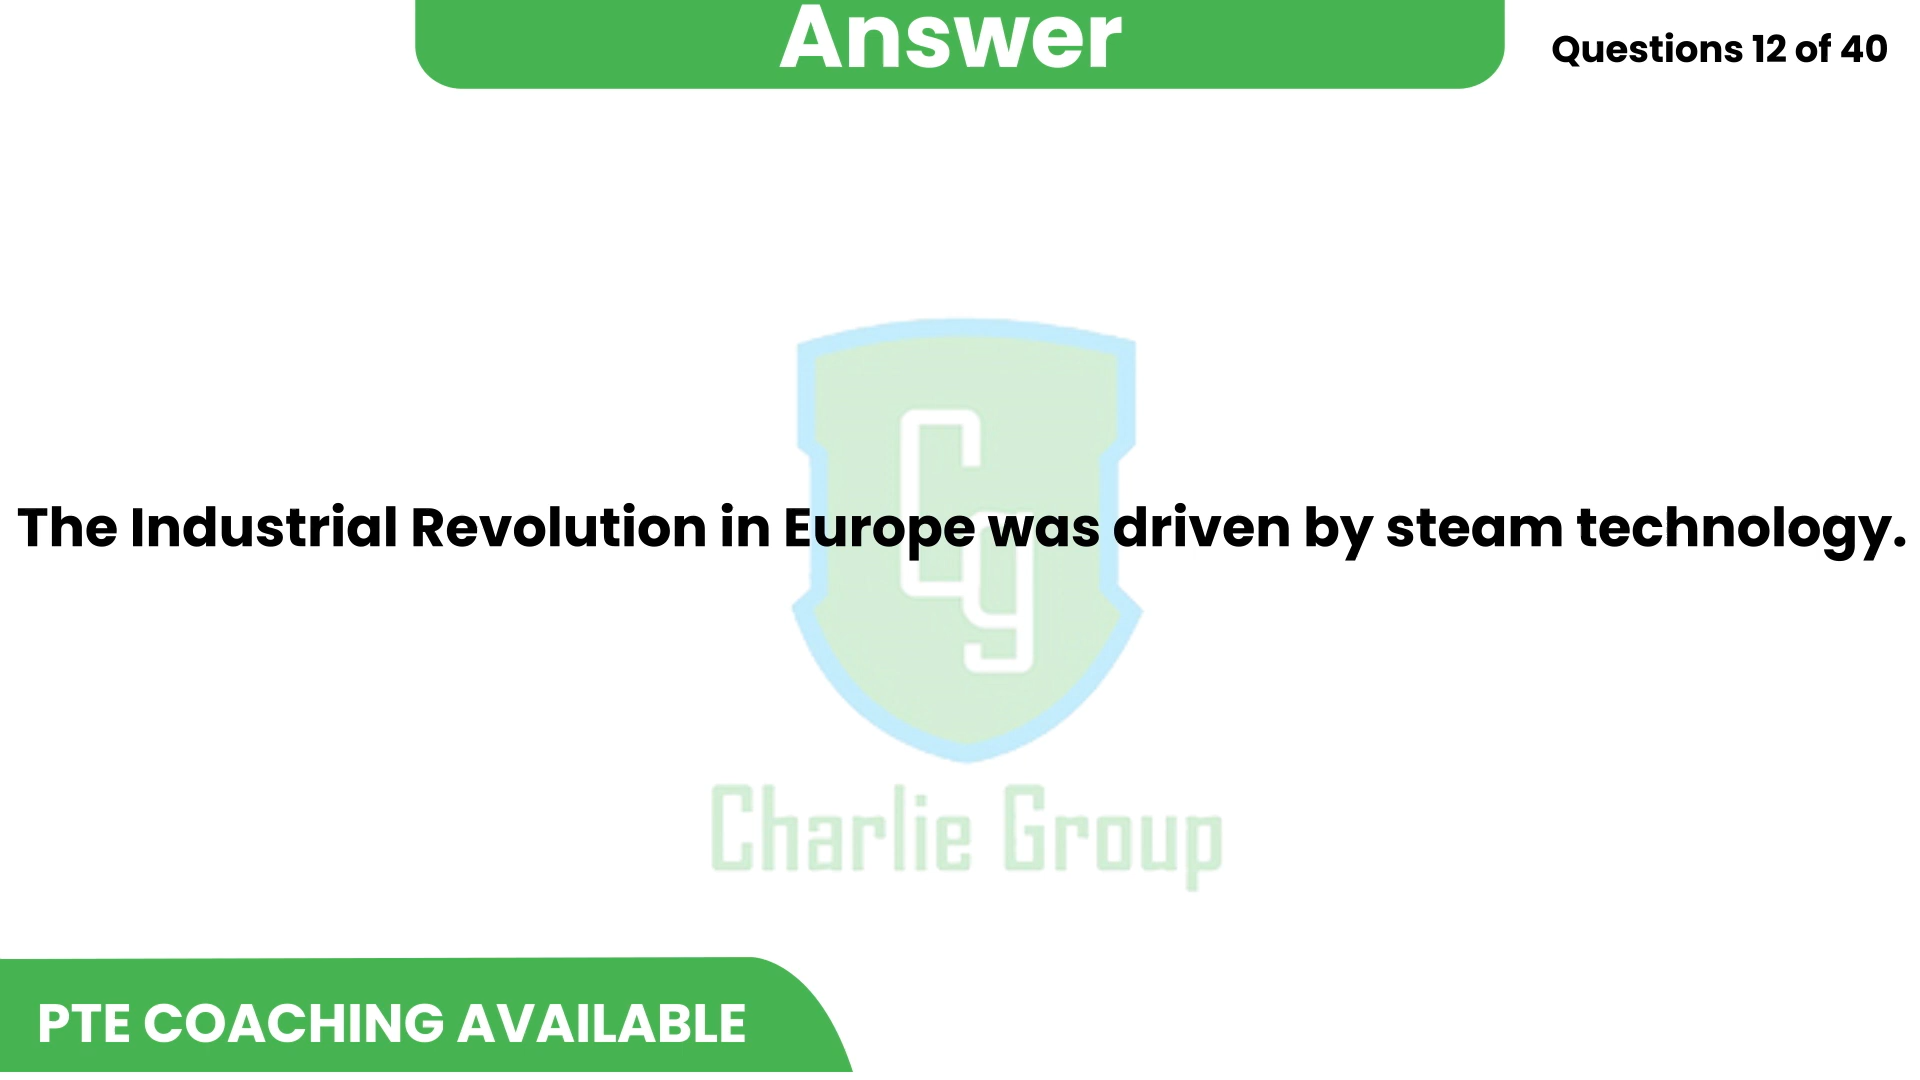 Answer
Questions 12 of 40
The Industrial Revolution in Europe was driven by steam technology.
Cg
Charlie Group
PTE COACHING AVAILABLE